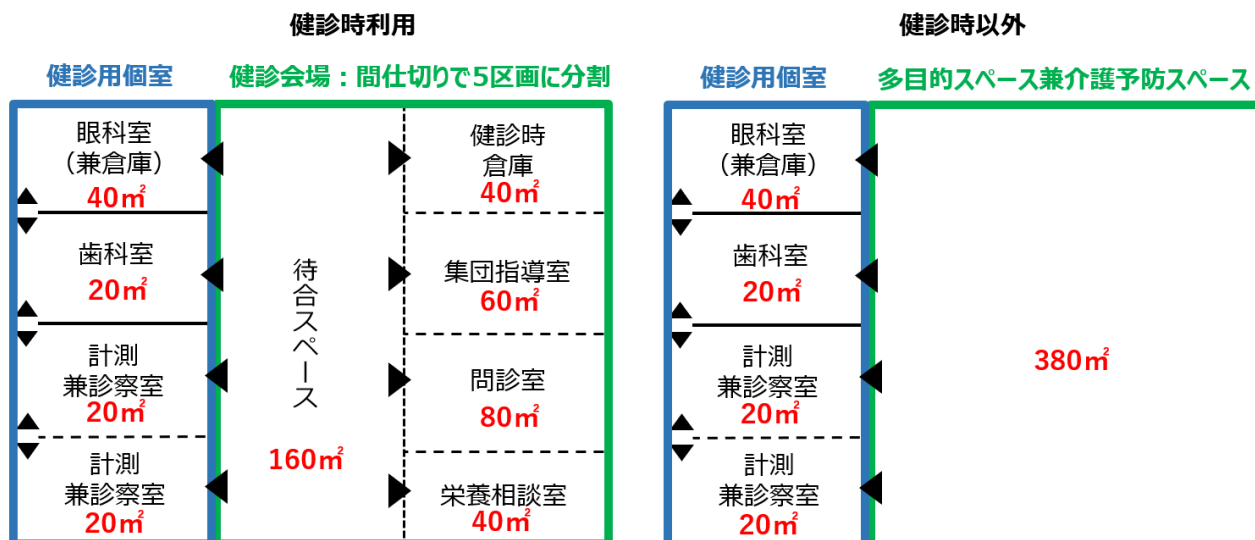 健診時利用
健診用個室
健診会場：間仕切りで5区画に分割
眼科室
（兼倉庫）
40㎡
歯科室
20㎡
計測
兼診察室
20㎡
計測
兼診察室
20㎡
待合スペース
160㎡
健診時
倉庫
40㎡
集団指導室
60㎡
問診室
80㎡
栄養相談室
40㎡
健診時以外
健診用個室
多目的スペース兼介護予防スペース
眼科室
（兼倉庫）
40㎡
歯科室
20㎡
計測
兼診察室
20㎡
計測
兼診察室
20㎡
380㎡